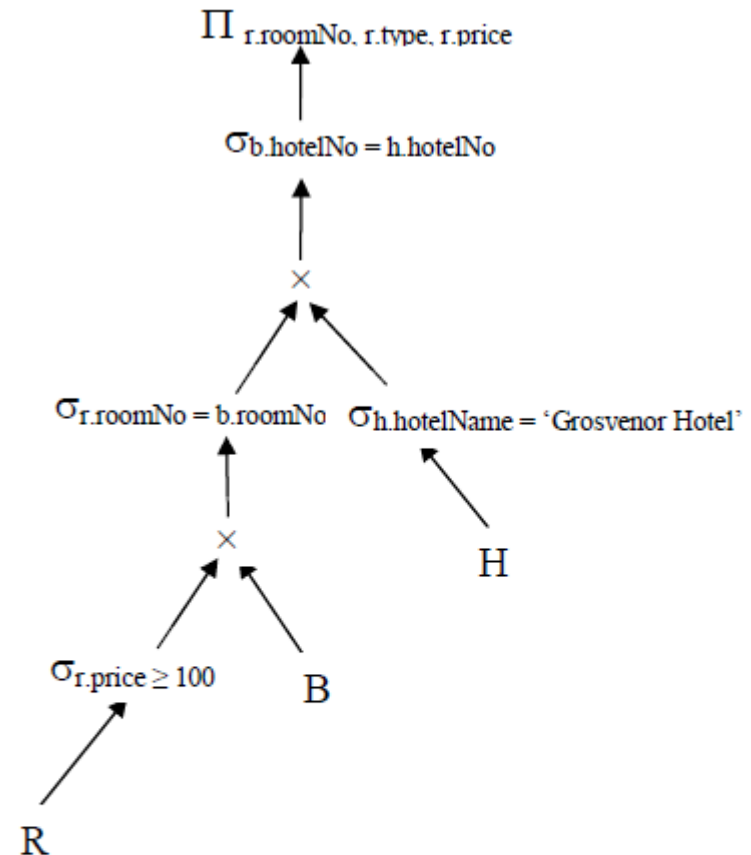 Π r.roomNo, r.type, r.price
σb.hotelNo = h.hotelNo
×
σr.roomNo = b.roomNo σh.hotelName = ‘Grosvenor Hotel’
×
H
σr.price ≥ 100
B
R